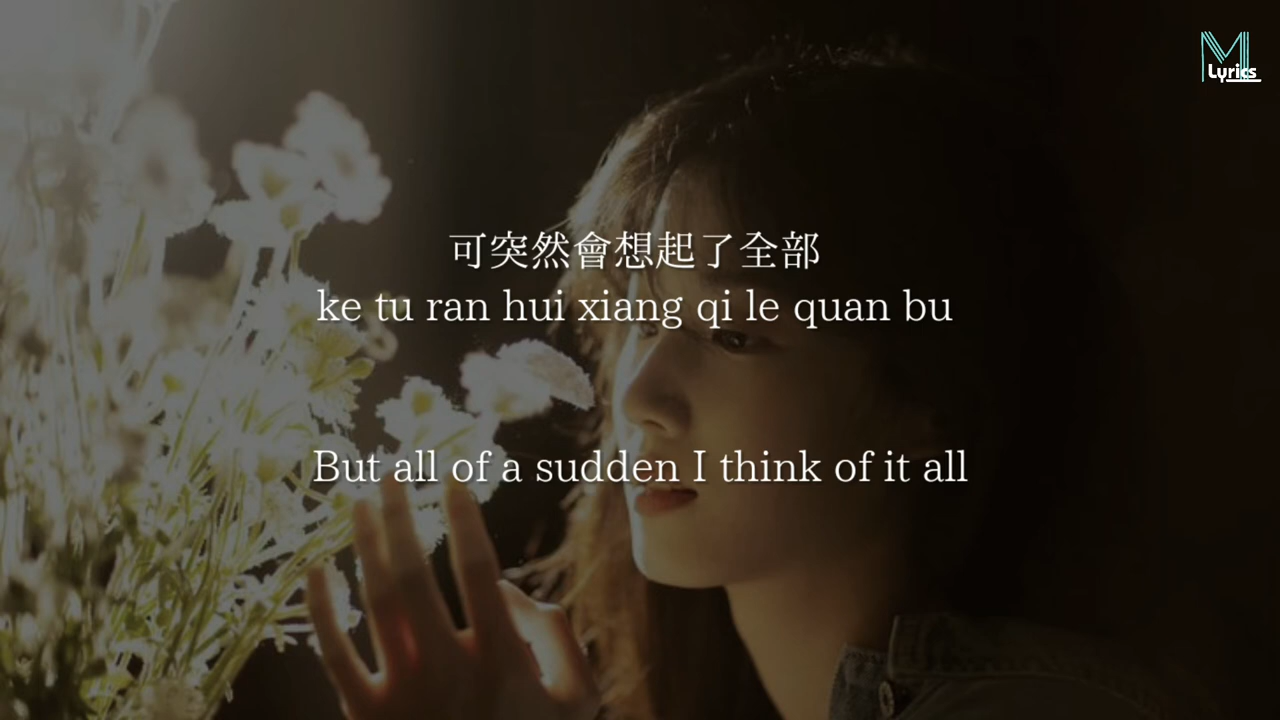 M
Lyrics
可突然會想起了全部
ke tu ran hui xiang qi le quan bu
But all of a sudden I think of it all